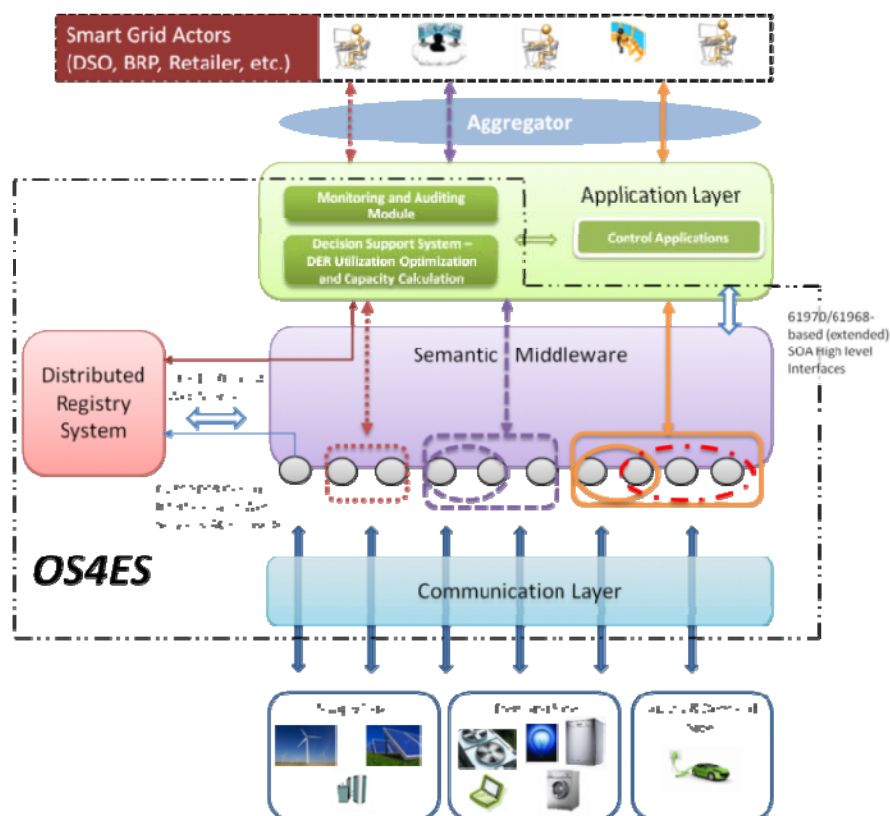 Smart Grid Actors
(DSO, BRP, Retailer, etc.)
Aggregator
Application Layer
Monitoring and Auditing
Module
Decision Support System –
DER Utilization Optimization
and Capacity Calculation
Control Applications
61970/61968-
based (extended)
SOA High level
Interfaces
Semantic Middleware
Distributed
Registry
System
OS4ES
Communication Layer